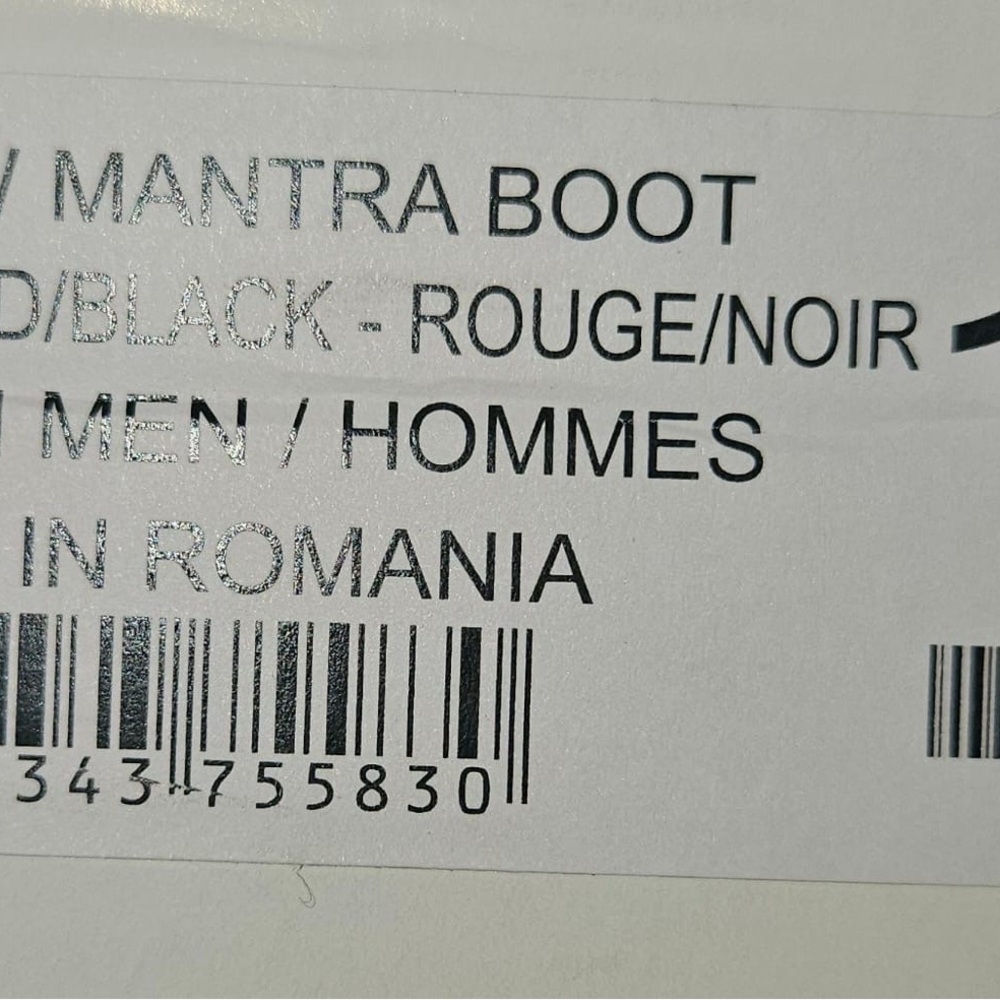 / MANTRA BOOT
D/BLACK - ROUGE/NOIR
MEN / HOMMES
IN ROMANIA
343 755830